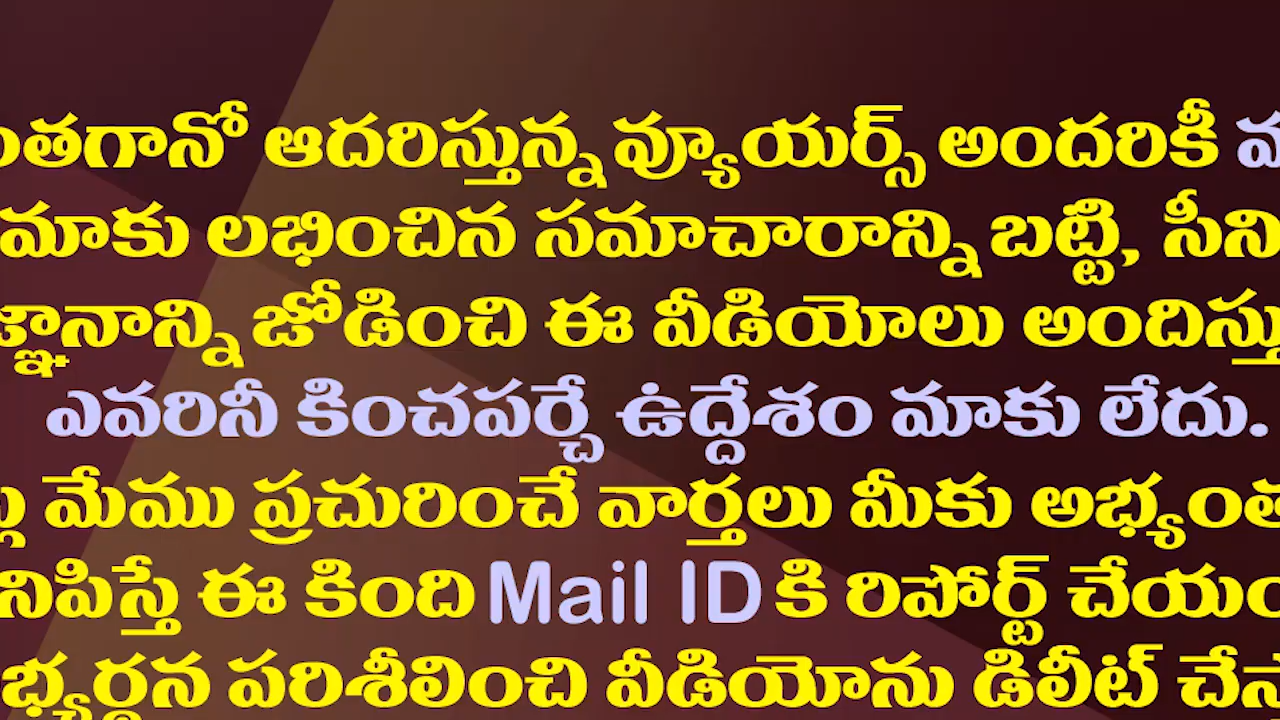 ఆదరిస్తున్న వ్యూయర్స్ అందరికీ
మాకు లభించిన సమాచారాన్ని బట్టి,
జోడించి ఈ వీడియోలు
ఎవరినీ కించపర్చే ఉద్దేశం మాకు లేదు.
మేము ప్రచురించే వార్తలు మీకు
ఈ కింది Mail ID కి రిపోర్ట్
పరిశీలించి వీడియోను డిలీట్